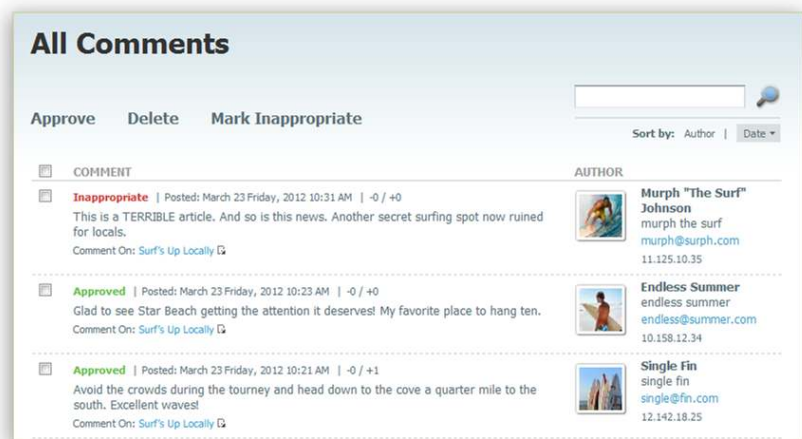 All Comments
Approve Delete Mark Inappropriate
Sort by: Author | Date
COMMENT AUTHOR
Inappropriate | Posted: March 23 Friday, 2012 10:31 AM | -0 / +0
This is a TERRIBLE article. And so is this news. Another secret surfing spot now ruined
for locals.
Comment On: Surf's Up Locally
Murph "The Surf"
Johnson
murph the surf
murph@surph.com
11.125.10.35
Approved | Posted: March 23 Friday, 2012 10:23 AM | -0 / +0
Glad to see Star Beach getting the attention it deserves! My favorite place to hang ten.
Comment On: Surf's Up Locally
Endless Summer
endless summer
endless@summer.com
10.158.12.34
Approved | Posted: March 23 Friday, 2012 10:21 AM | -0 / +1
Avoid the crowds during the tourney and head down to the cove a quarter mile to the
south. Excellent waves!
Comment On: Surf's Up Locally
Single Fin
single fin
single@fin.com
12.142.18.25